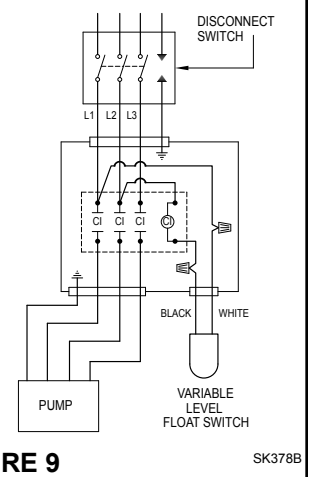 DISCONNECT
SWITCH
L1 L2 L3
CI CI CI CI
BLACK WHITE
PUMP
VARIABLE
LEVEL
FLOAT SWITCH
RE 9
SK378B